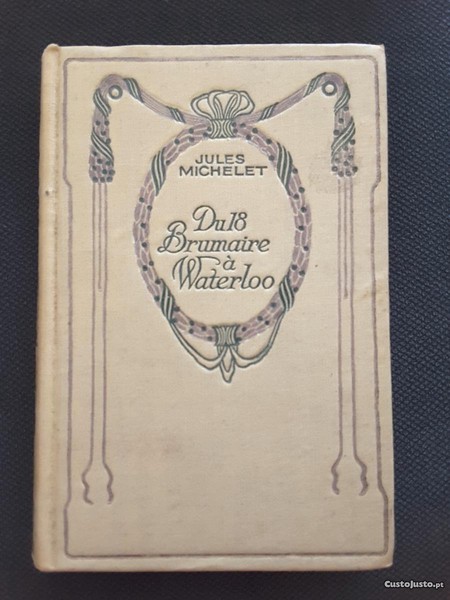 JULES
MICHELET
Du 18
Brumaire
à
Waterloo
CustoJusto.pt